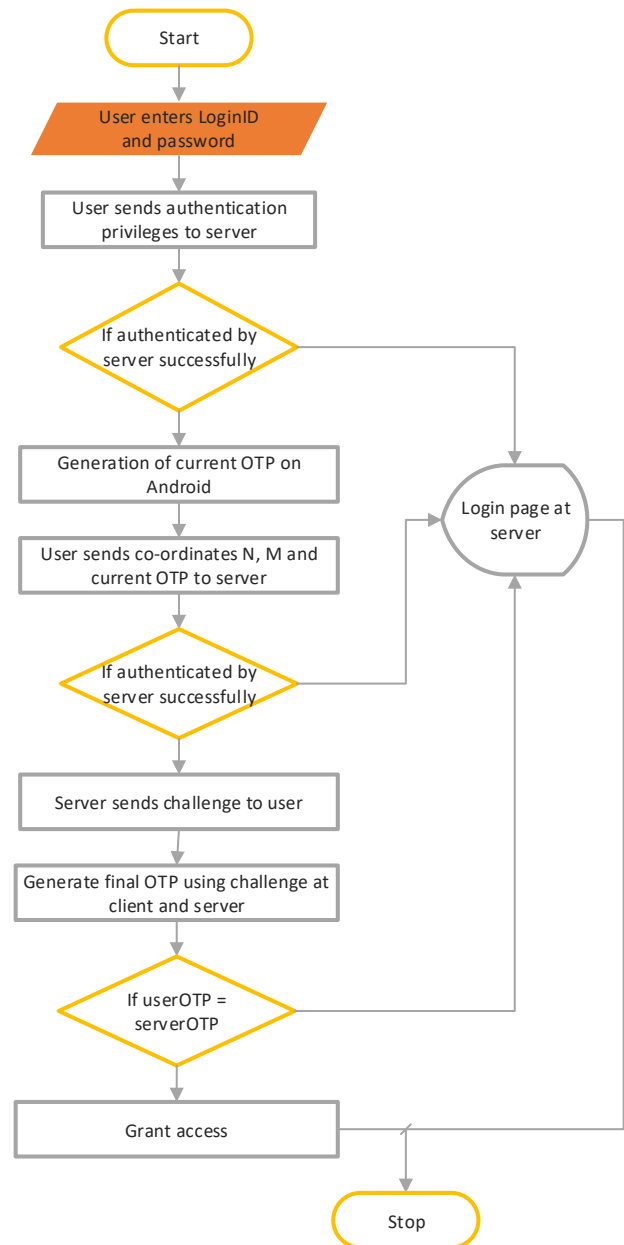 Start
User enters LoginID
and password
User sends authentication
privileges to server
If authenticated by
server successfully
Generation of current OTP on
Android
Login page at
server
User sends co-ordinates N, M and
current OTP to server
If authenticated by
server successfully
Server sends challenge to user
Generate final OTP using challenge at
client and server
If userOTP =
serverOTP
Grant access
Stop